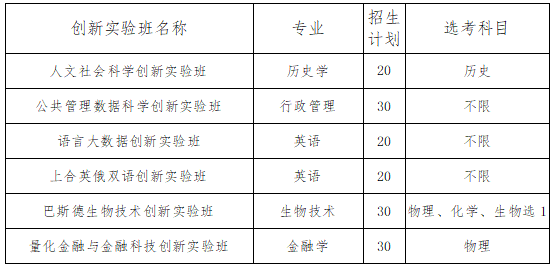 创新实验班名称 专业 招生计划 选考科目
人文社会科学创新实验班 历史学 20 历史
公共管理数据科学创新实验班 行政管理 30 不限
语言大数据创新实验班 英语 20 不限
上合英俄双语创新实验班 英语 20 不限
巴斯德生物技术创新实验班 生物技术 30 物理、化学、生物选1
量化金融与金融科技创新实验班 金融学 30 物理